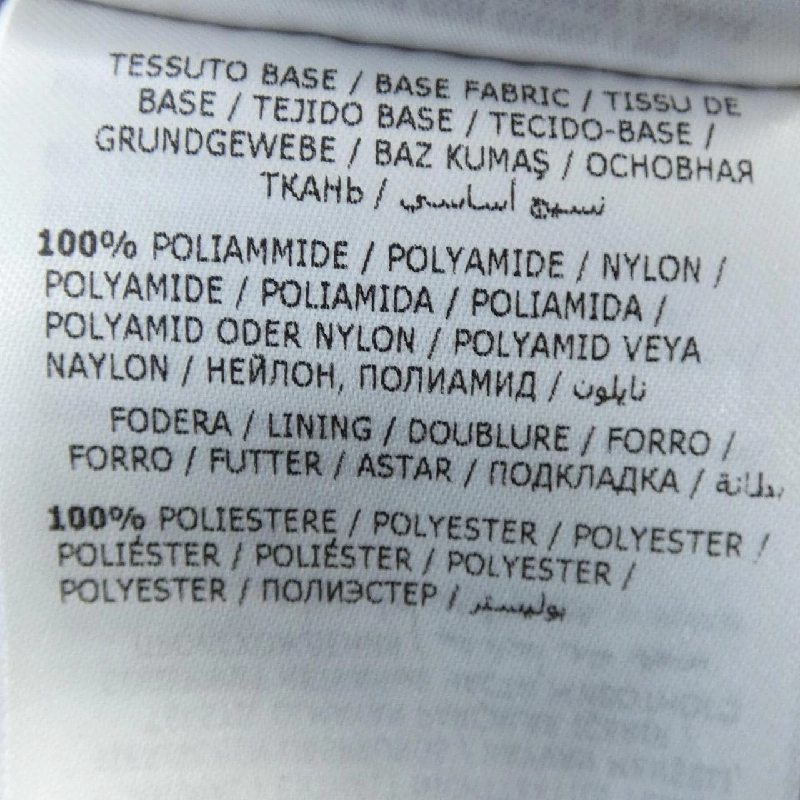 TESSUTO BASE / BASE FABRIC / TISSU DE
BASE / TEJIDO BASE / TECIDO-BASE /
GRUNDGEWEBE / BAZ KUMAŞ / ОСНОВНАЯ
ТКАНЬ / نسيج أساسي
100% POLIAMMIDE / POLYAMIDE / NYLON /
POLYAMIDE / POLIAMIDA / POLIAMIDA /
POLYAMID ODER NYLON / POLYAMID VEYA
NAYLON / НЕЙЛОН, ПОЛИАМИД / نايلون
FODERA / LINING / DOUBLURE / FORRO /
FORRO / FUTTER / ASTAR / ПОДКЛАДКА / بطانة
100% POLIESTERE / POLYESTER / POLYESTER /
POLIÉSTER / POLIÉSTER / POLYESTER /
POLYESTER / ПОЛИЭСТЕР / بوليستر